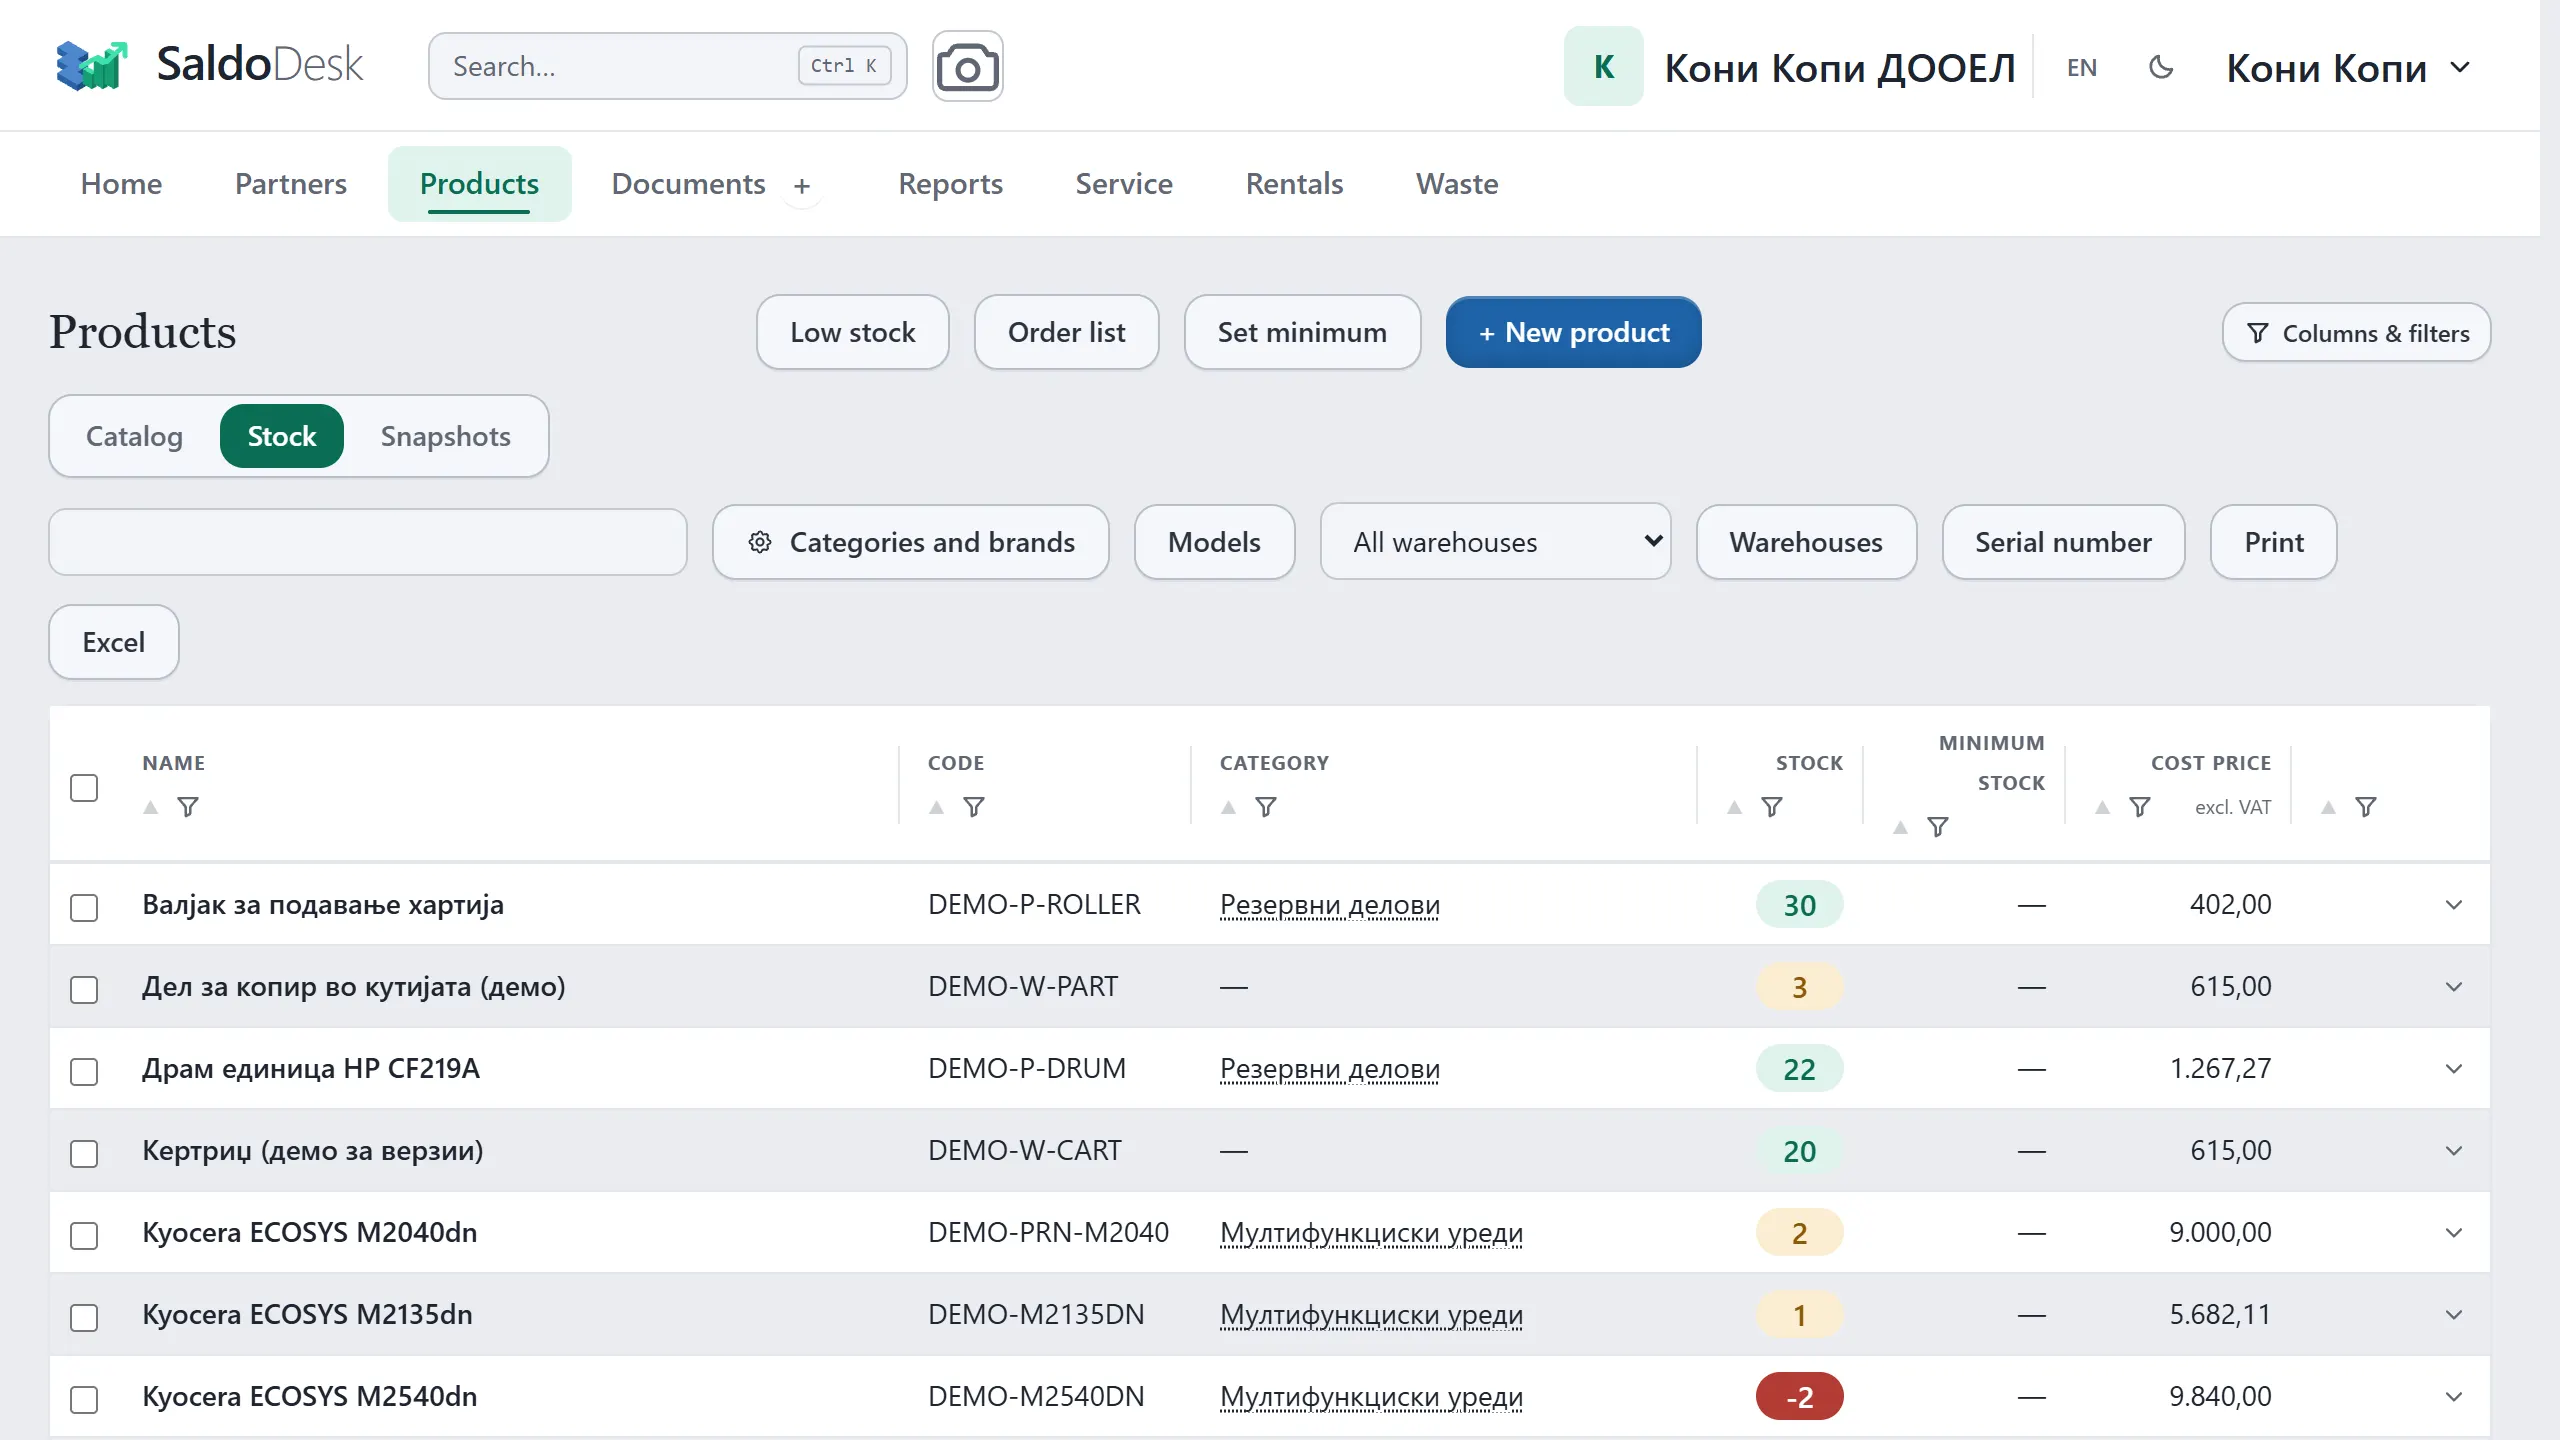 SaldoDesk
Search... Ctrl K
К Кони Копи ДООЕЛ EN Кони Копи
Home Partners Products Documents + Reports Service Rentals Waste
Products Low stock Order list Set minimum + New product Columns & filters
Catalog Stock Snapshots
Categories and brands Models All warehouses Warehouses Serial number Print
Excel
NAME CODE CATEGORY STOCK MINIMUM STOCK COST PRICE excl. VAT
Валјак за подавање хартија DEMO-P-ROLLER Резервни делови 30 — 402,00
Дел за копир во кутијата (демо) DEMO-W-PART — 3 — 615,00
Драм единица HP CF219A DEMO-P-DRUM Резервни делови 22 — 1.267,27
Кертриџ (демо за верзии) DEMO-W-CART — 20 — 615,00
Kyocera ECOSYS M2040dn DEMO-PRN-M2040 Мултифункциски уреди 2 — 9.000,00
Kyocera ECOSYS M2135dn DEMO-M2135DN Мултифункциски уреди 1 — 5.682,11
Kyocera ECOSYS M2540dn DEMO-M2540DN Мултифункциски уреди -2 — 9.840,00